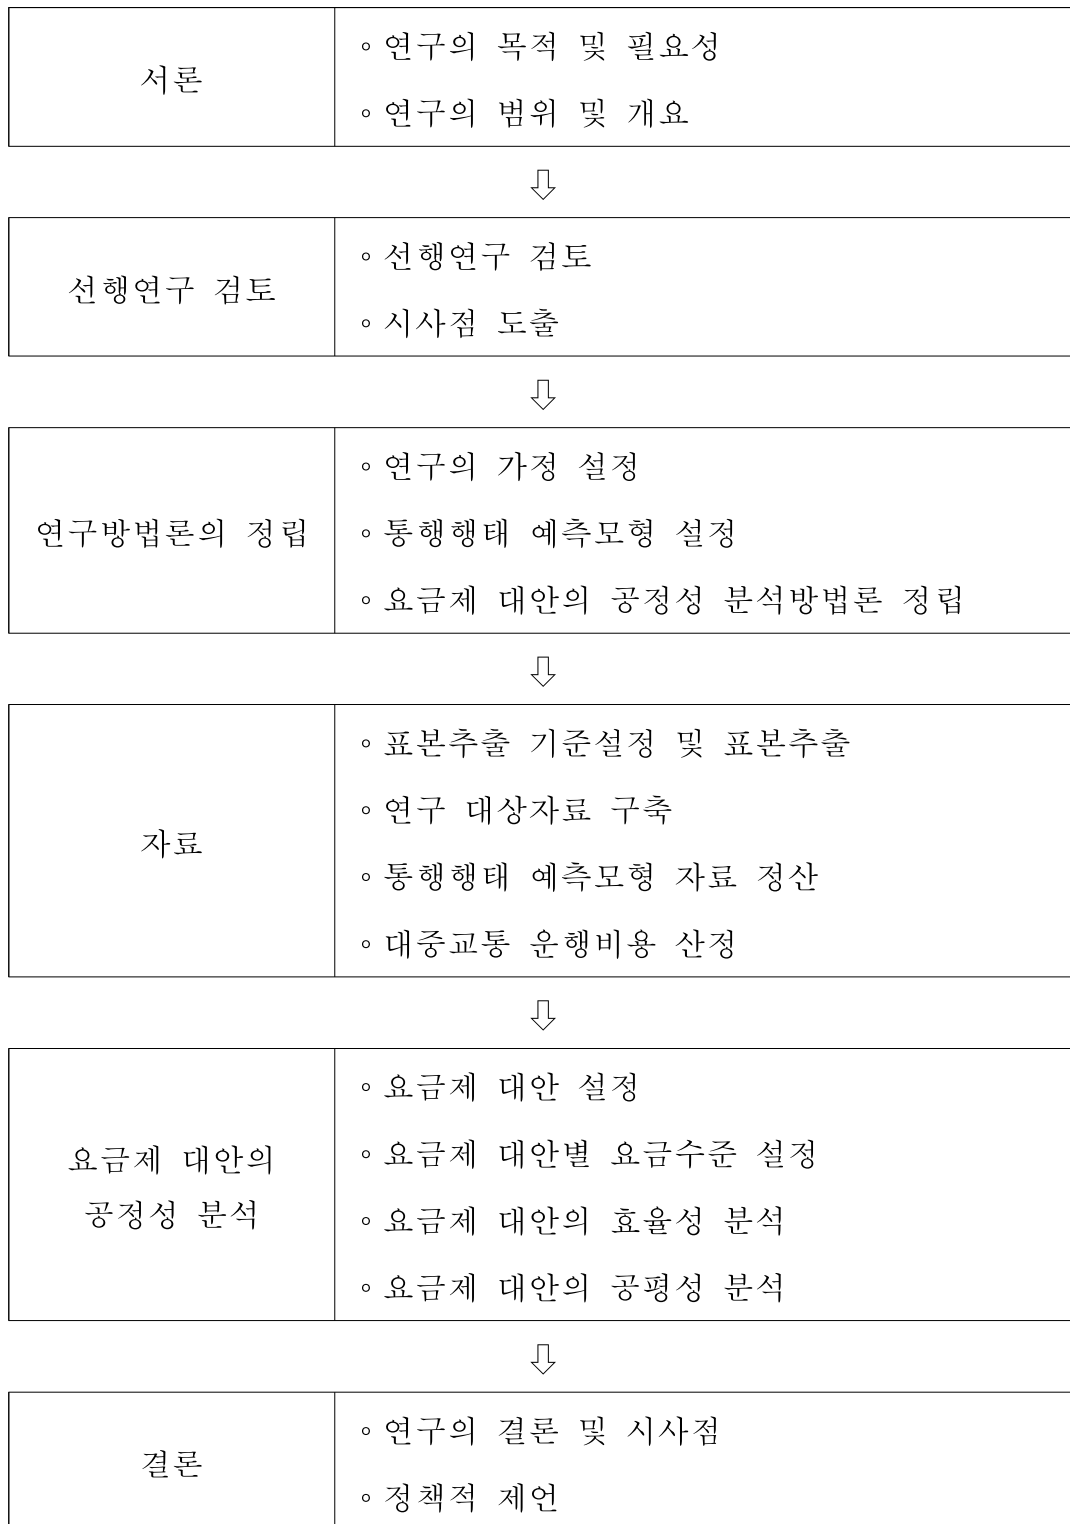 서론
◦ 연구의 목적 및 필요성
◦ 연구의 범위 및 개요
⇩
선행연구 검토
◦ 선행연구 검토
◦ 시사점 도출
⇩
연구방법론의 정립
◦ 연구의 가정 설정
◦ 통행행태 예측모형 설정
◦ 요금제 대안의 공정성 분석방법론 정립
⇩
자료
◦ 표본추출 기준설정 및 표본추출
◦ 연구 대상자료 구축
◦ 통행행태 예측모형 자료 정산
◦ 대중교통 운행비용 산정
⇩
요금제 대안의
공정성 분석
◦ 요금제 대안 설정
◦ 요금제 대안별 요금수준 설정
◦ 요금제 대안의 효율성 분석
◦ 요금제 대안의 공평성 분석
⇩
결론
◦ 연구의 결론 및 시사점
◦ 정책적 제언